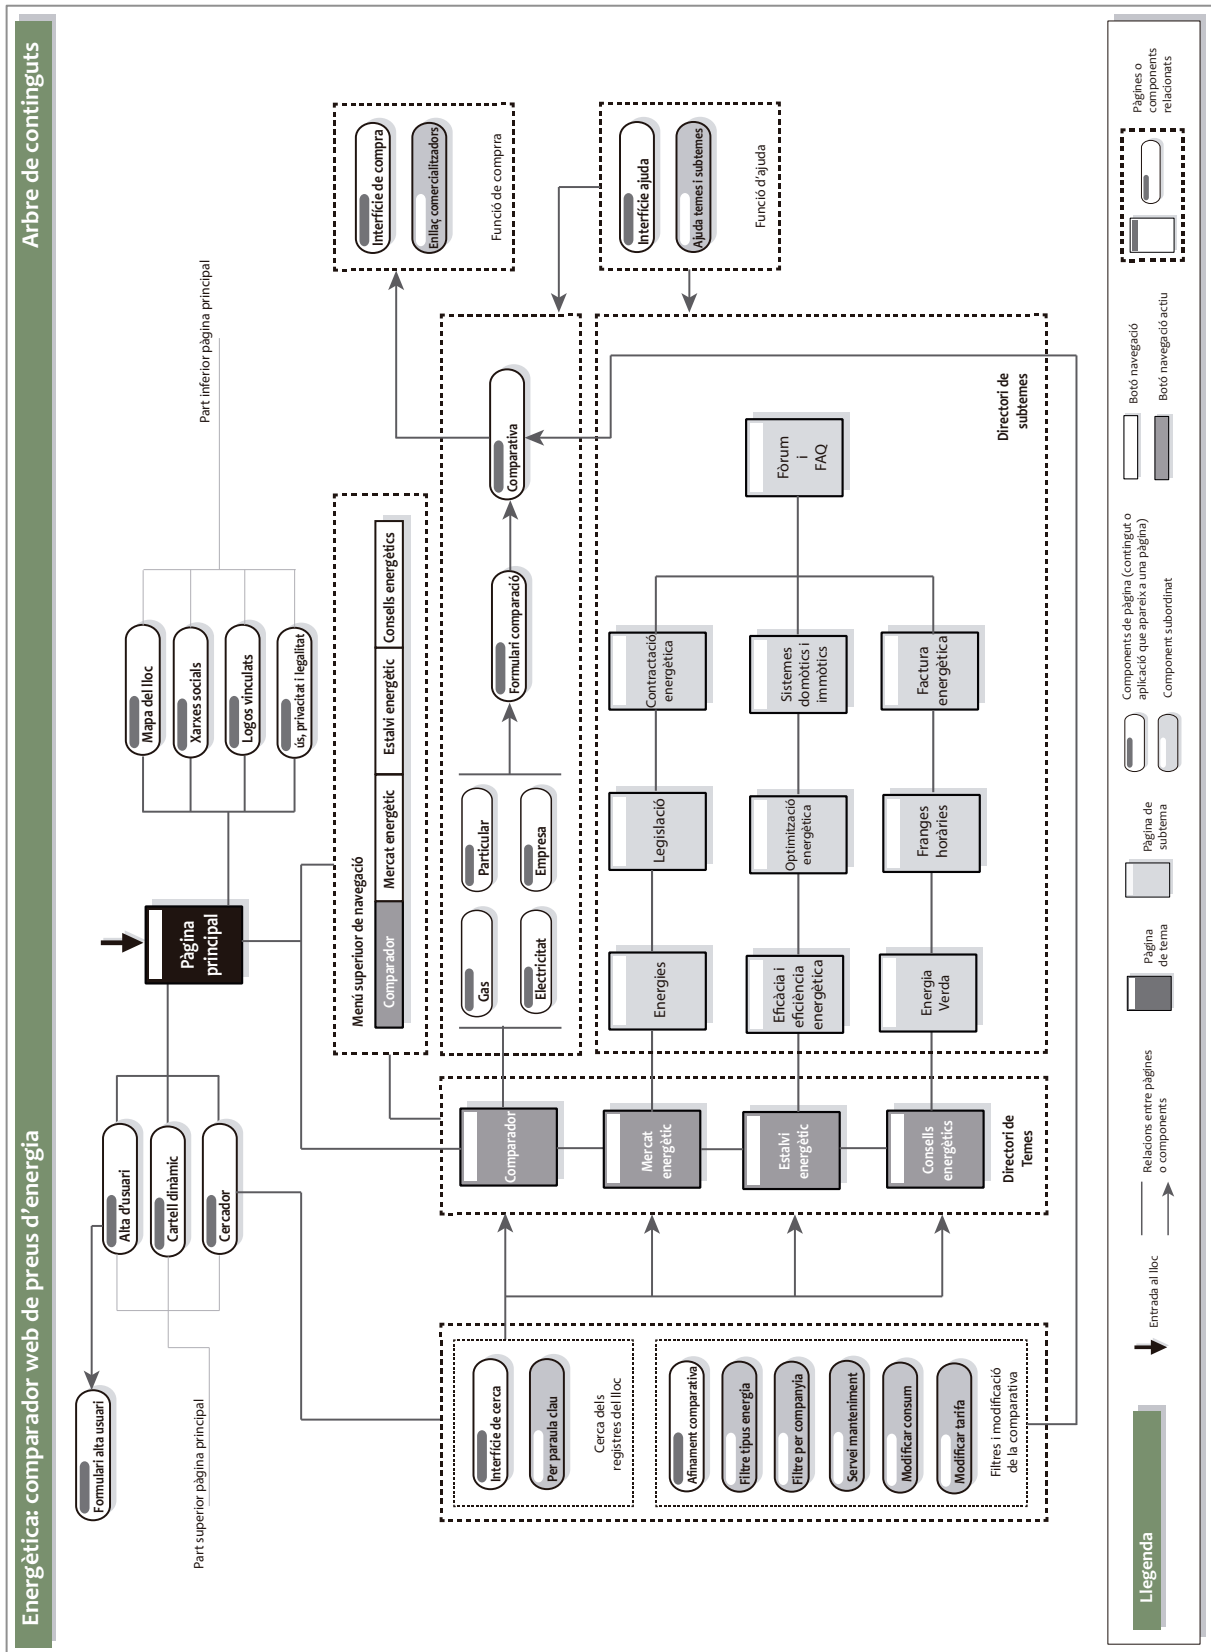 Energètica: comparador web de preus d'energia
Arbre de continguts
Formulari alta usuari
Part superior pàgina principal
Alta d'usuari
Cartell dinàmic
Cercador
Pàgina
principal
Mapa del lloc
Xarxes socials
Logos vinculats
ús, privacitat i legalitat
Part inferior pàgina principal
Menú superiuor de navegació
Comparador
Mercat energètic
Estalvi energètic
Consells energètics
Interfície de compra
Enllaç comercialitzadors
Funció de comprra
Interfície de cerca
Per paraula clau
Cerca dels
registres del lloc
Afinament comparativa
Filtre tipus energia
Filtre per companyia
Servei manteniment
Modificar consum
Modificar tarifa
Filtres i modificació
de la comparativa
Comparador
Mercat
energètic
Estalvi
energètic
Consells
energètics
Directori de
Temes
Gas
Electricitat
Particular
Empresa
Formulari comparació
Comparativa
Interfície ajuda
Ajuda temes i subtemes
Funció d'ajuda
Energies
Legislació
Contractació
energètica
Eficàcia i
eficiència
energètica
Optimització
energètica
Sistemes
domòtics i
immòtics
Energia
Verda
Franges
horàries
Factura
energètica
Fòrum
i
FAQ
Directori de
subtemes
Llegenda
Entrada al lloc
Relacions entre pàgines
o components
Pàgina
de tema
Pàgina de
subtema
Components de pàgina (contingut o
aplicació que apareix a una pàgina)
Component subordinat
Botó navegació
Botó navegació actiu
Pàgines o
components
relacionats